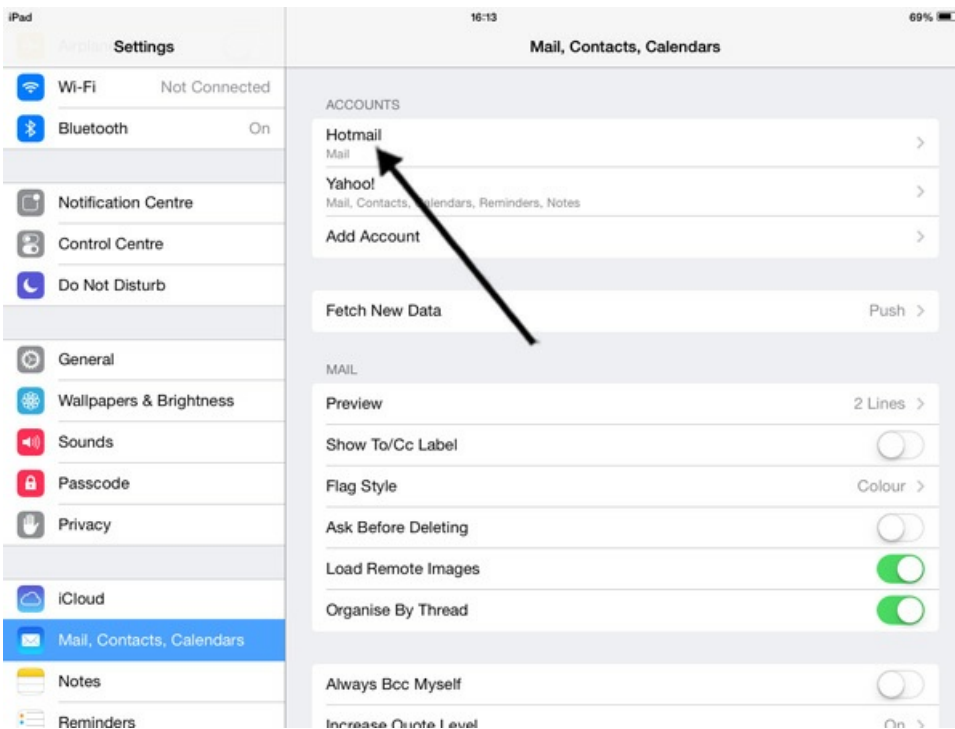 iPad 16:13 69%
Settings Mail, Contacts, Calendars
Wi-Fi Not Connected
Bluetooth On
Notification Centre
Control Centre
Do Not Disturb
General
Wallpapers & Brightness
Sounds
Passcode
Privacy
iCloud
Mail, Contacts, Calendars
Notes
Reminders
ACCOUNTS
Hotmail
Mail
Yahoo!
Mail, Contacts, Calendars, Reminders, Notes
Add Account
Fetch New Data Push
MAIL
Preview 2 Lines
Show To/Cc Label
Flag Style Colour
Ask Before Deleting
Load Remote Images
Organise By Thread
Always Bcc Myself
Increase Quote Level On